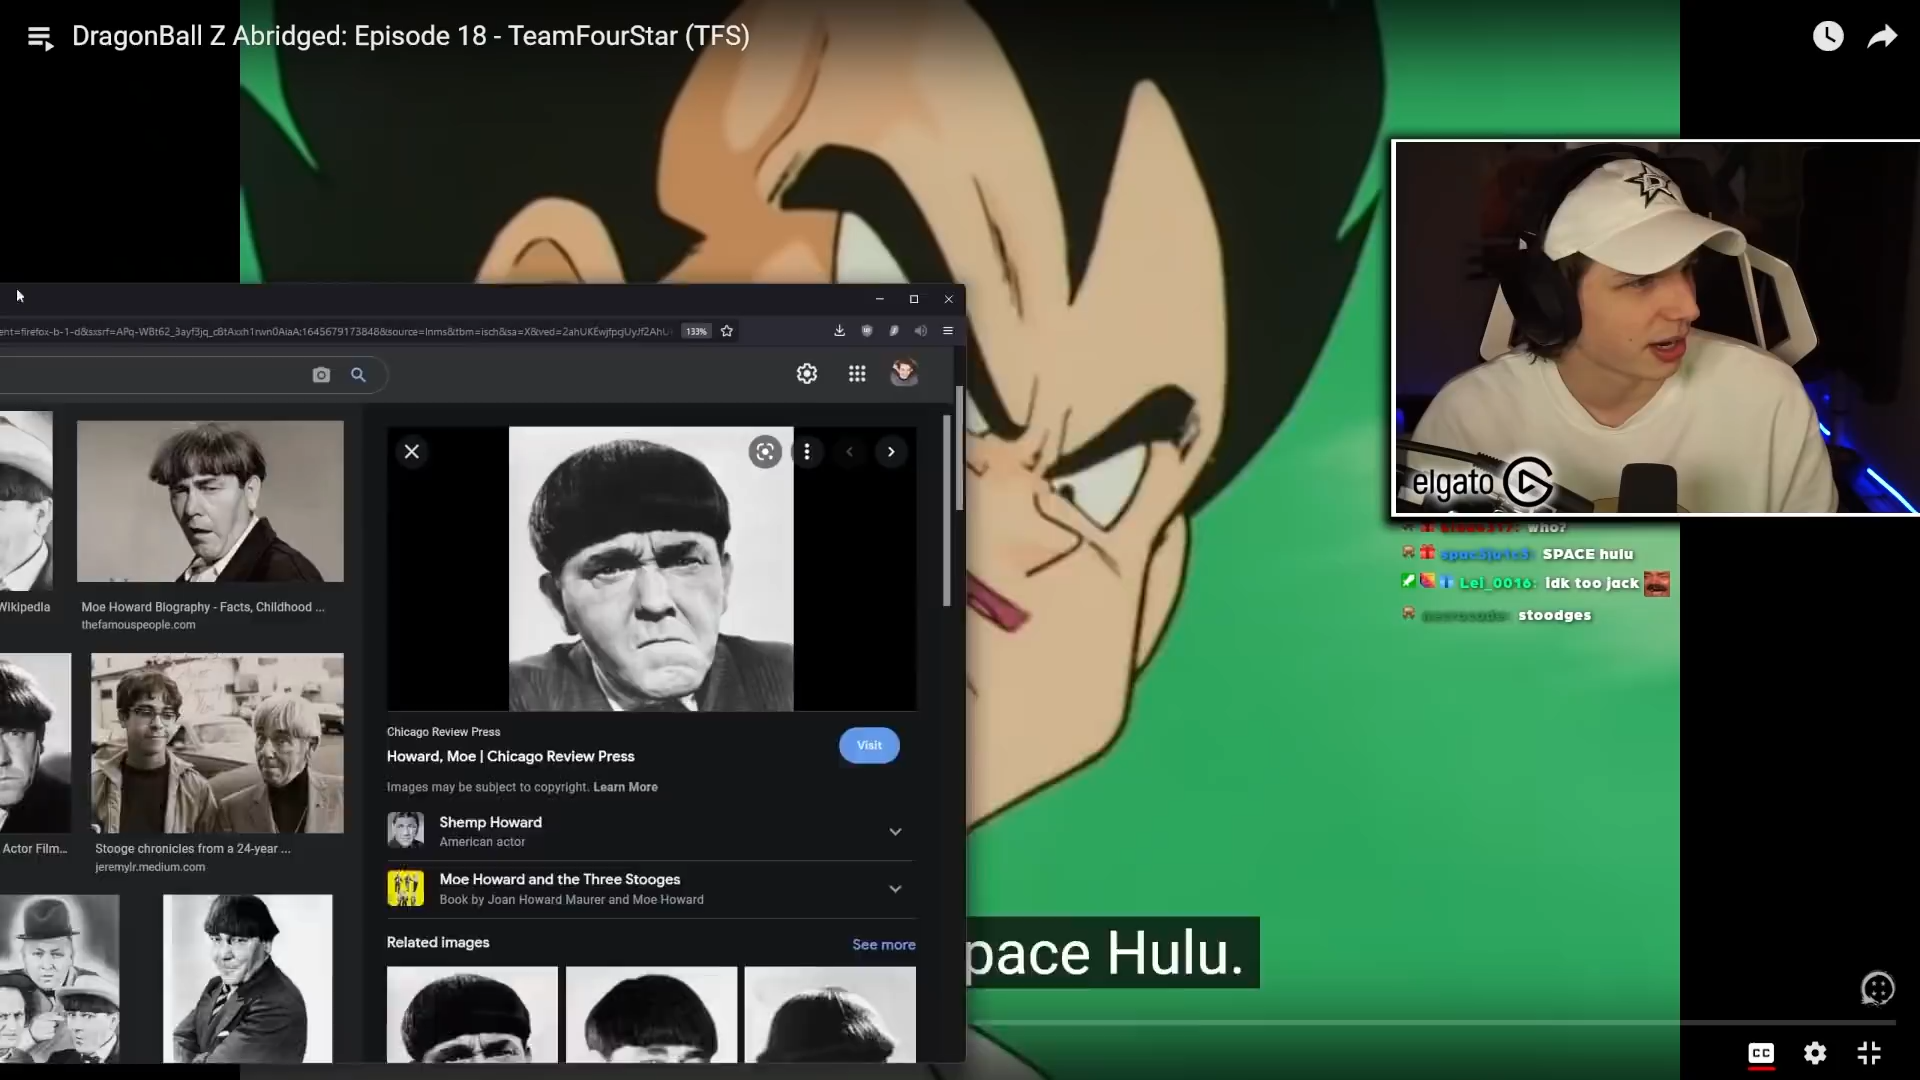 DragonBall Z Abridged: Episode 18 - TeamFourStar (TFS)
133%
Wikipedia
Moe Howard Biography - Facts, Childhood ...
thefamouspeople.com
Actor Film...
Stooge chronicles from a 24-year ...
jeremylr.medium.com
Chicago Review Press
Howard, Moe | Chicago Review Press
Visit
Images may be subject to copyright. Learn More
Shemp Howard
American actor
Moe Howard and the Three Stooges
Book by Joan Howard Maurer and Moe Howard
Related images
See more
elgato
who?
SPACE hulu
Lei_0016: idk too jack
stoodges
pace Hulu.
CC